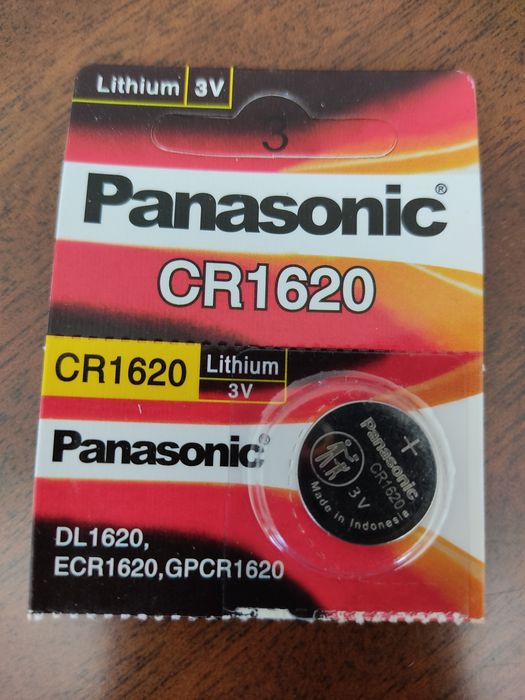 Lithium 3V
3
Panasonic®
CR1620
CR1620 Lithium 3V
Panasonic
DL1620,
ECR1620,GPCR1620
+
Panasonic
CR1620
3V
Made in Indonesia